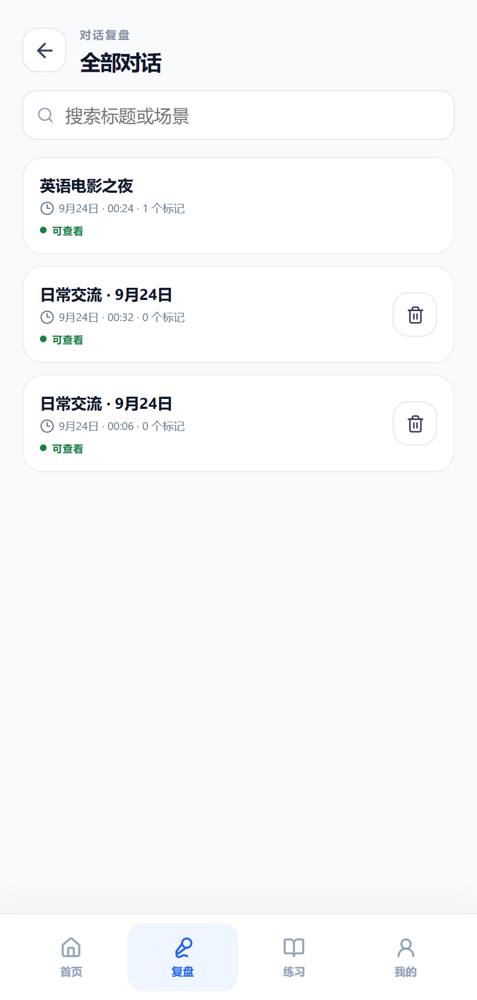 对话复盘
全部对话
搜索标题或场景
英语电影之夜
9月24日 · 00:24 · 1 个标记
可查看
日常交流 · 9月24日
9月24日 · 00:32 · 0 个标记
可查看
日常交流 · 9月24日
9月24日 · 00:06 · 0 个标记
可查看
首页
复盘
练习
我的